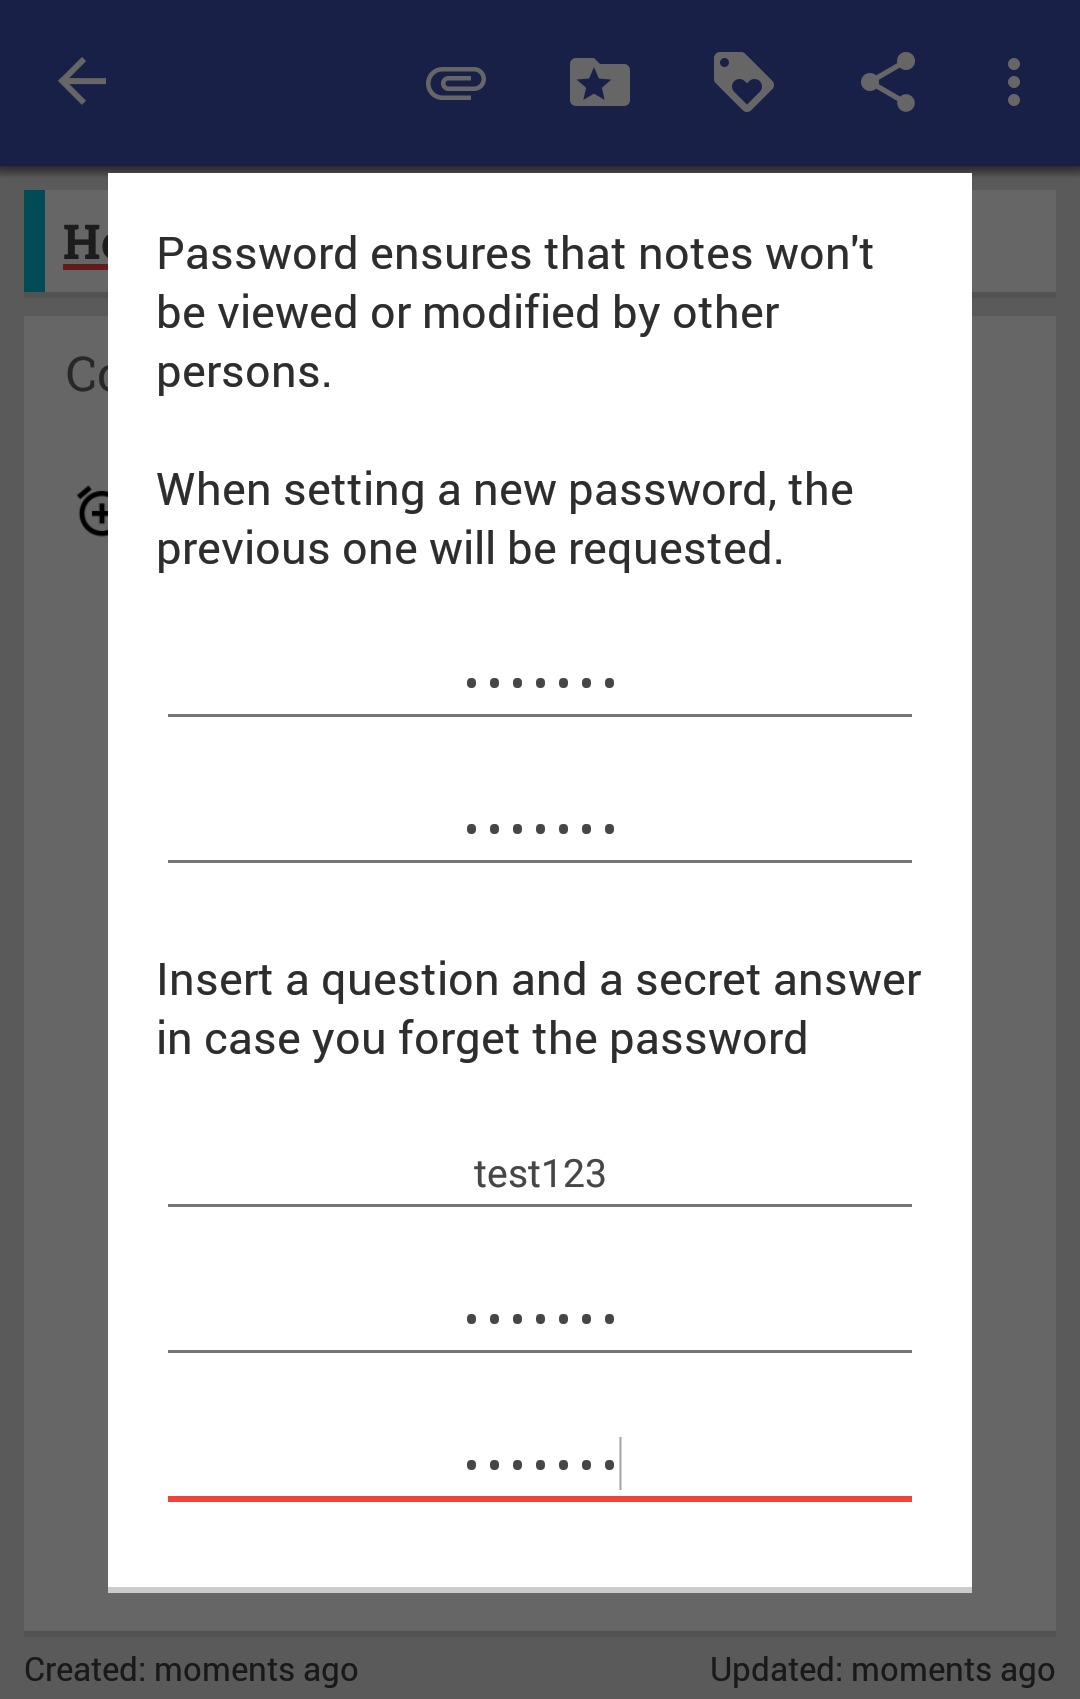 Password ensures that notes won't
be viewed or modified by other
persons.
When setting a new password, the
previous one will be requested.
•••••••
•••••••
Insert a question and a secret answer
in case you forget the password
test123
•••••••
•••••••
Created: moments ago
Updated: moments ago